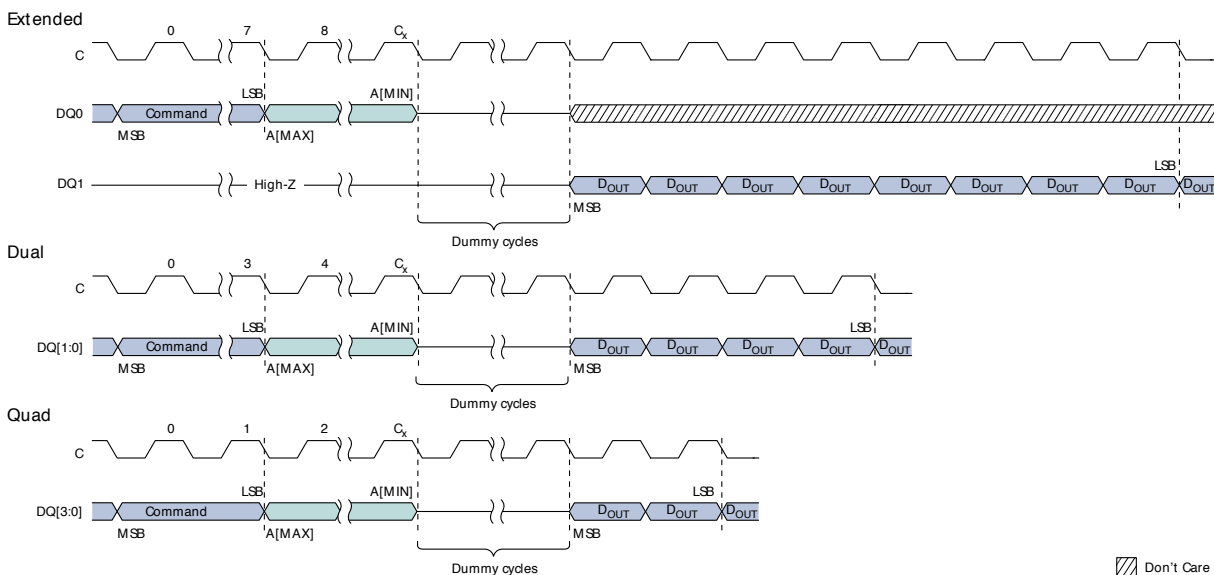 Extended
0 7 8 Cx
C
LSB A[MIN]
DQ0 Command
MSB A[MAX]
LSB
DQ1 High-Z DOUT DOUT DOUT DOUT DOUT DOUT DOUT DOUT DOUT
MSB
Dummy cycles
Dual
0 3 4 Cx
C
LSB A[MIN] LSB
DQ[1:0] Command DOUT DOUT DOUT DOUT DOUT
MSB A[MAX] MSB
Dummy cycles
Quad
0 1 2 Cx
C
LSB A[MIN] LSB
DQ[3:0] Command DOUT DOUT DOUT
MSB A[MAX] MSB
Dummy cycles
Don't Care